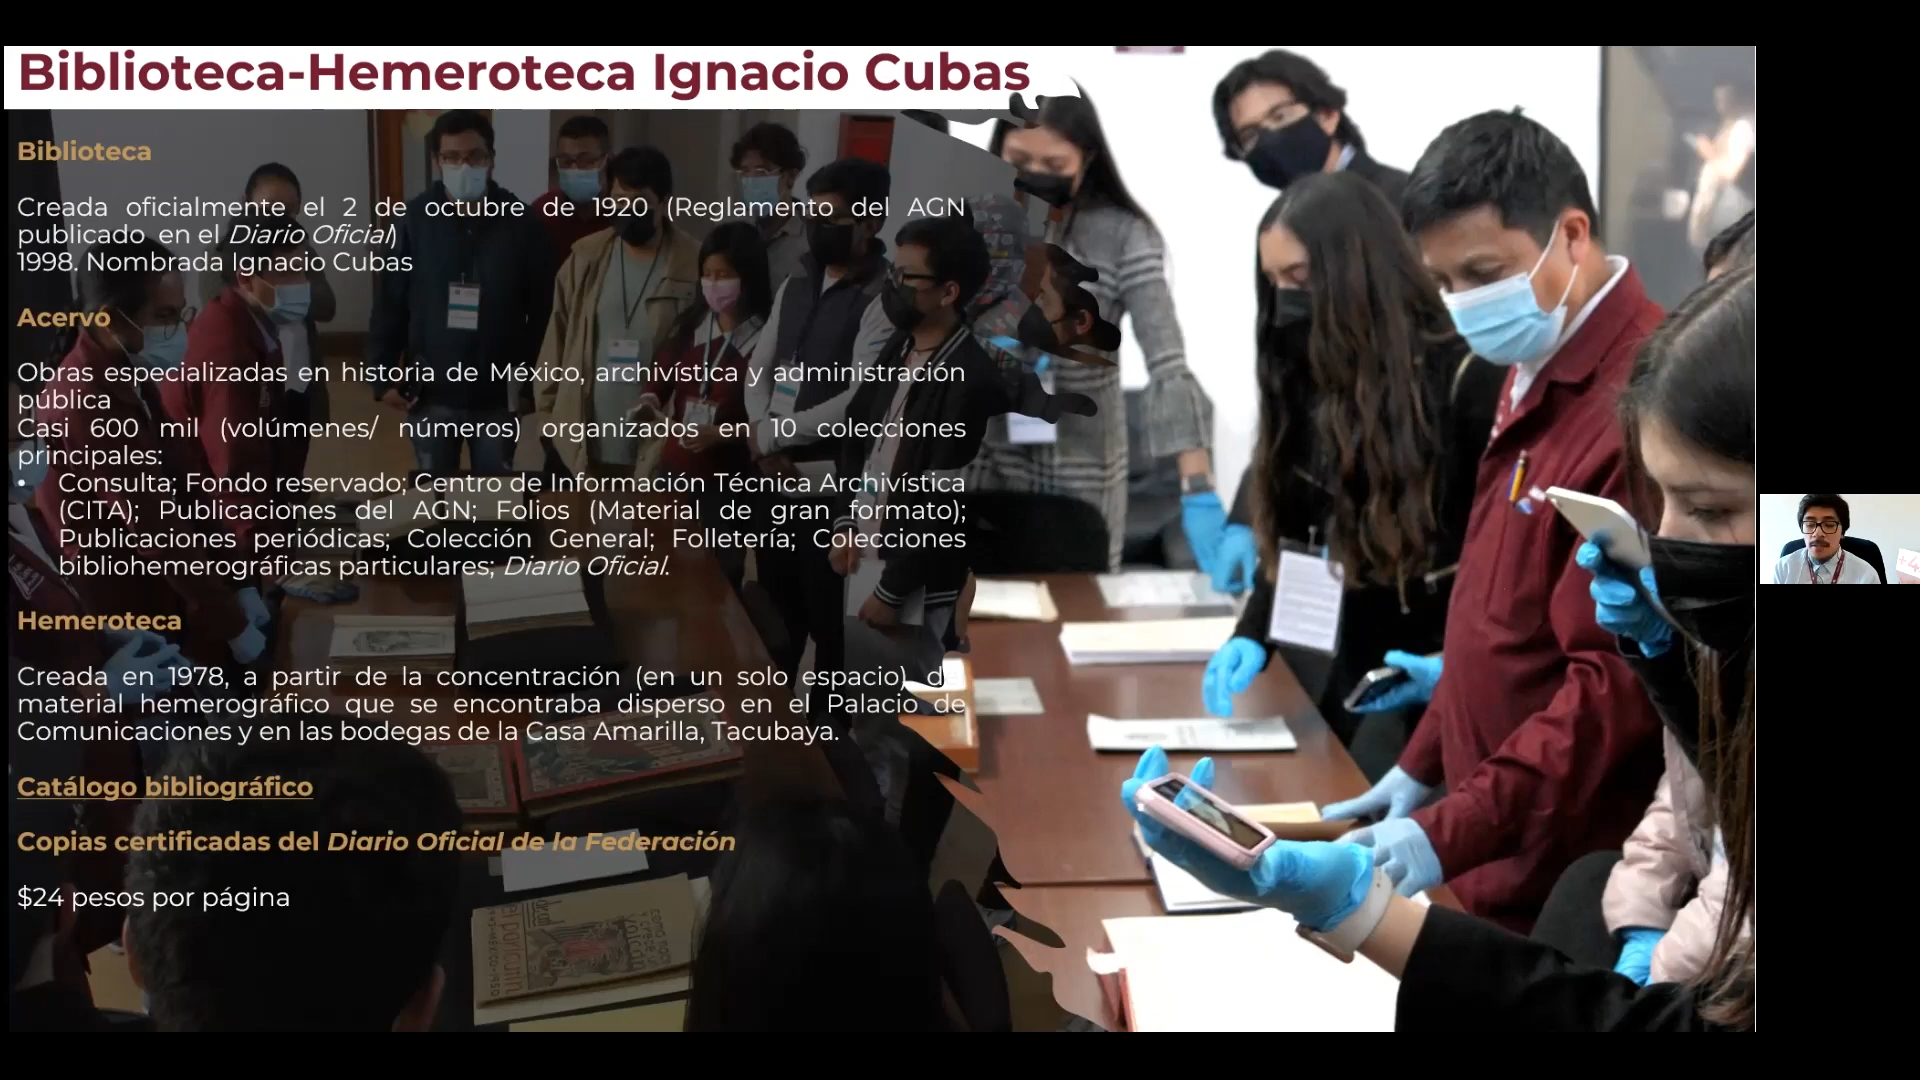 Biblioteca-Hemeroteca Ignacio Cubas
Biblioteca
Creada oficialmente el 2 de octubre de 1920 (Reglamento del AGN
publicado en el Diario Oficial)
1998. Nombrada Ignacio Cubas
Acervo
Obras especializadas en historia de México, archivística y administración
pública
Casi 600 mil (volúmenes/ números) organizados en 10 colecciones
principales:
• Consulta; Fondo reservado; Centro de Información Técnica Archivística
(CITA); Publicaciones del AGN; Folios (Material de gran formato);
Publicaciones periódicas; Colección General; Folletería; Colecciones
bibliohemerográficas particulares; Diario Oficial.
Hemeroteca
Creada en 1978, a partir de la concentración (en un solo espacio) de
material hemerográfico que se encontraba disperso en el Palacio de
Comunicaciones y en las bodegas de la Casa Amarilla, Tacubaya.
Catálogo bibliográfico
Copias certificadas del Diario Oficial de la Federación
$24 pesos por página